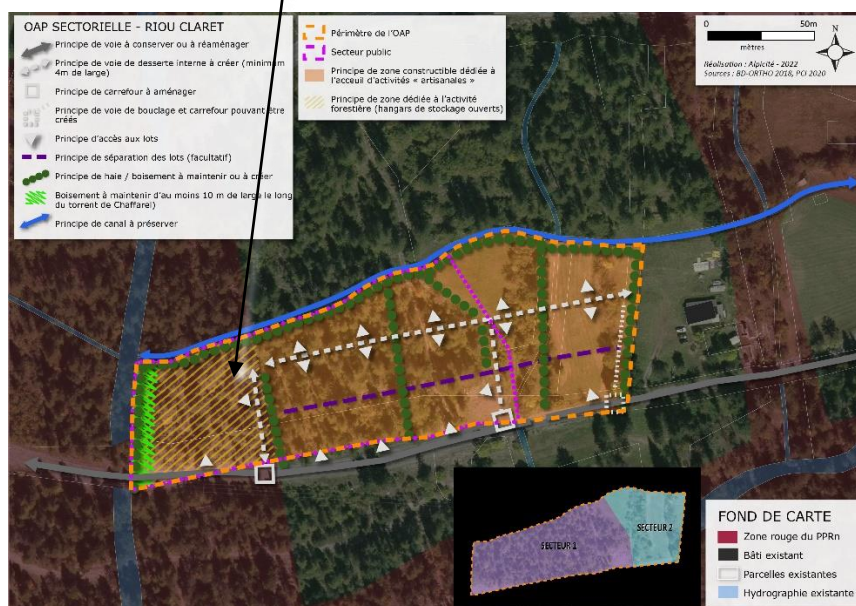 OAP SECTORIELLE - RIOU CLARET
Principe de voie à conserver ou à réaménager
Principe de voie de desserte interne à créer (minimum
4m de large)
Principe de carrefour à aménager
Principe de voie de bouclage et carrefour pouvant être
créés
Principe d'accès aux lots
Principe de séparation des lots (facultatif)
Principe de haie / boisement à maintenir ou à créer
Boisement à maintenir d'au moins 10 m de large le long
du torrent de Chaffarel)
Principe de canal à préserver
Périmètre de l'OAP
Secteur public
Principe de zone constructible dédiée à
l'acceuil d'activités « artisanales »
Principe de zone dédiée à l'activité
forestière (hangars de stockage ouverts)
0 50m
mètres
N
Réalisation : Alpicité - 2022
Sources : BD-ORTHO 2018, PCI 2020
SECTEUR 1
SECTEUR 2
FOND DE CARTE
Zone rouge du PPRn
Bâti existant
Parcelles existantes
Hydrographie existante